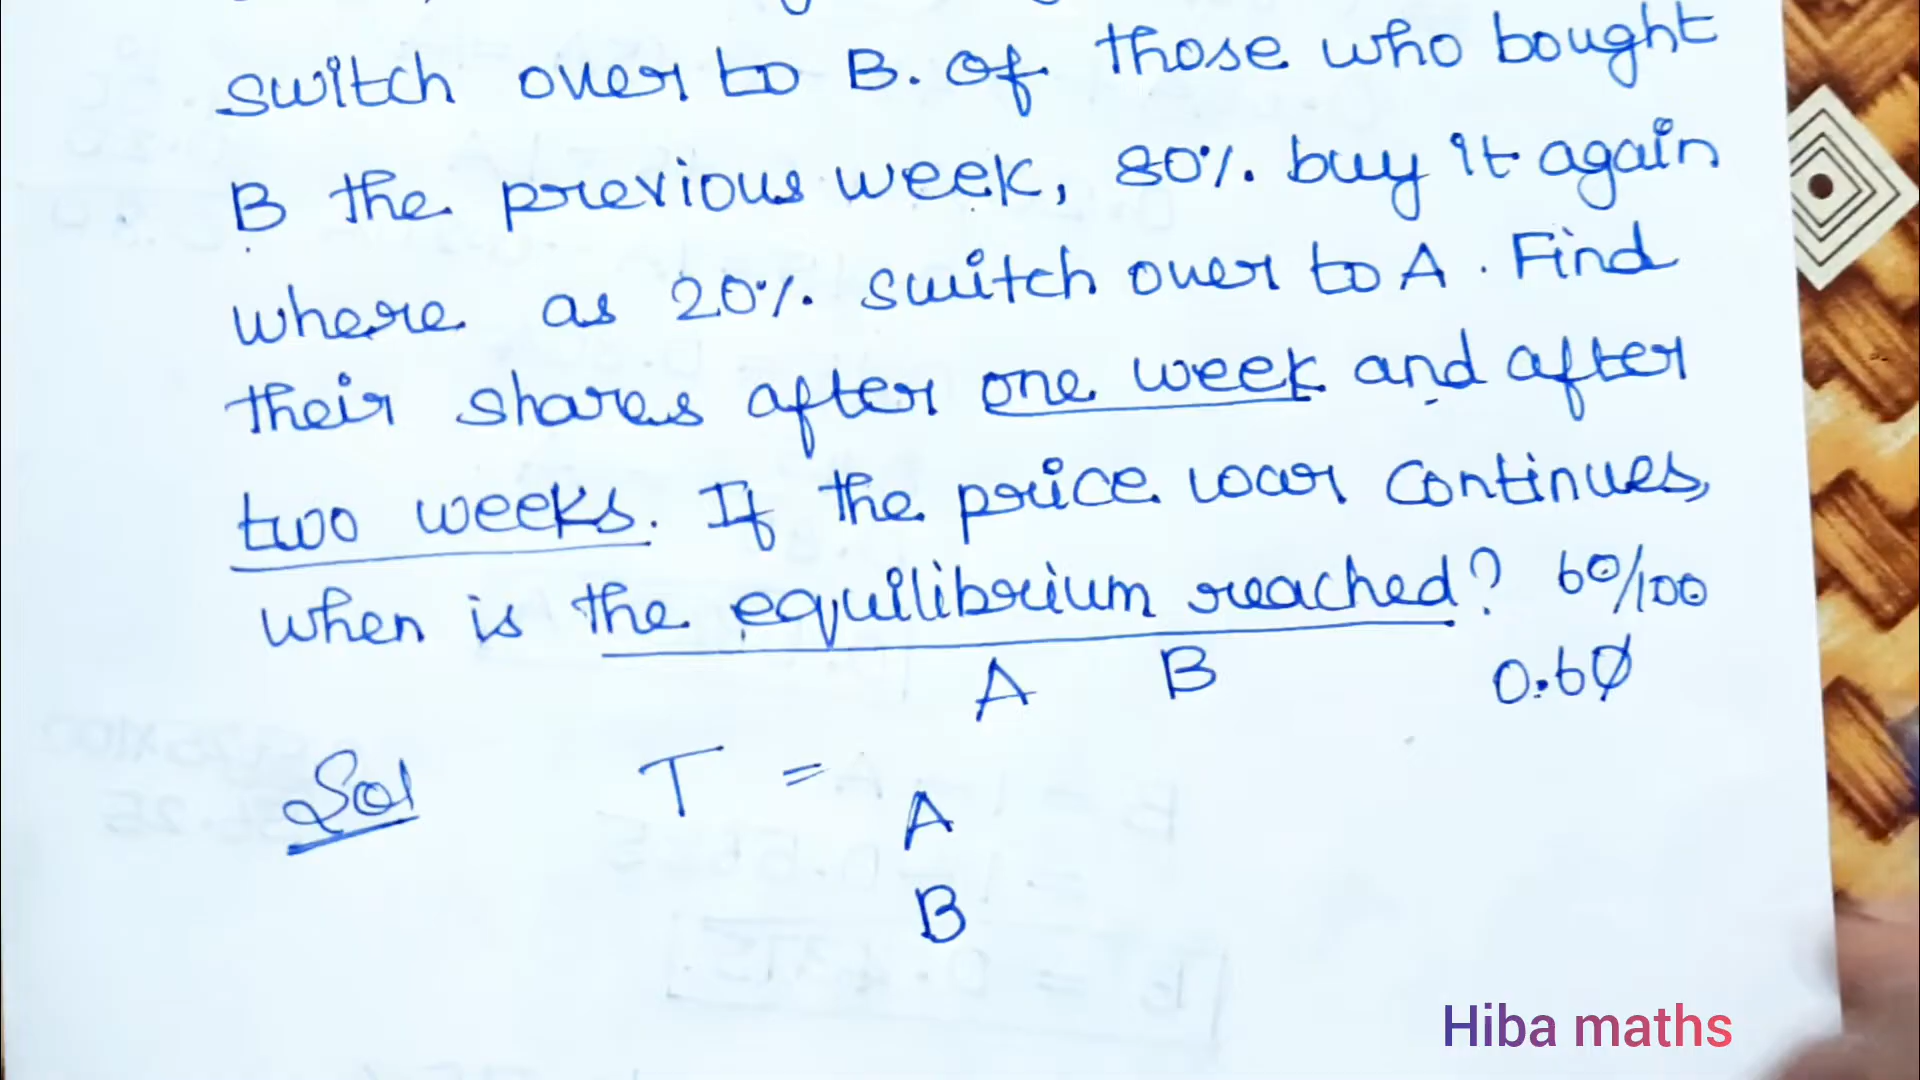 switch over to B. Of those who bought
B the previous week, 80%. buy it again
where as 20%. switch over to A. Find
their shares after one week and after
two weeks. If the price war continues,
when is the equilibrium reached? 60/100
A B 0.60
Sol T =
A
B
Hiba maths